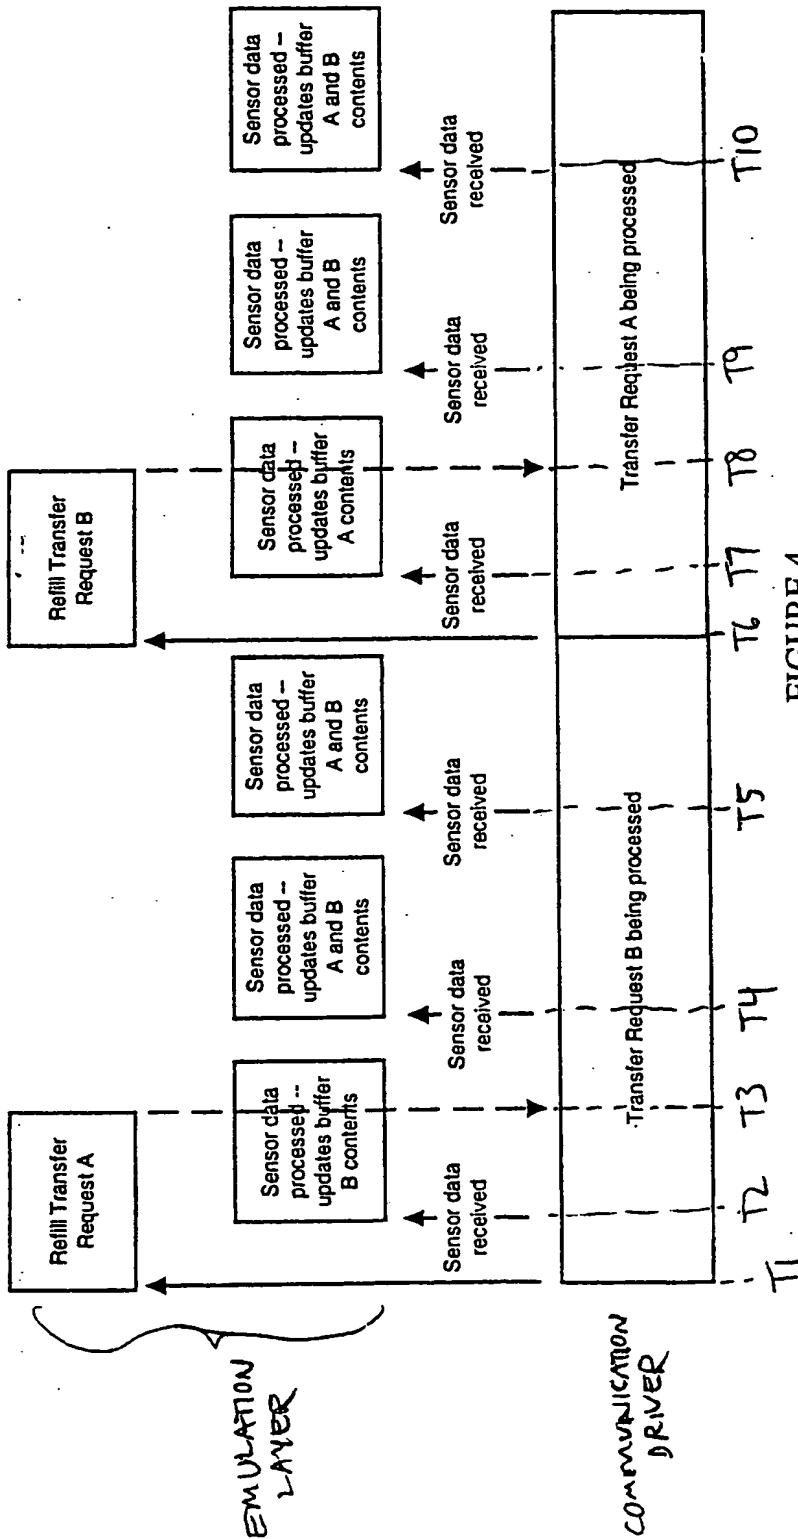 EMULATION
LAYER
Refill Transfer
Request A
Refill Transfer
Request B
Sensor data
processed --
updates buffer
B contents
Sensor data
processed --
updates buffer
A and B
contents
Sensor data
processed --
updates buffer
A and B
contents
Sensor data
processed --
updates buffer
A contents
Sensor data
processed --
updates buffer
A and B
contents
Sensor data
processed --
updates buffer
A and B
contents
Sensor data
received
Sensor data
received
Sensor data
received
Sensor data
received
Sensor data
received
Sensor data
received
COMMUNICATION
DRIVER
Transfer Request B being processed
Transfer Request A being processed
T1
T2
T3
T4
T5
T6
T7
T8
T9
T10
FIGURE 4